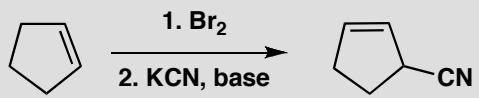 1. Br₂
2. KCN, base
CN